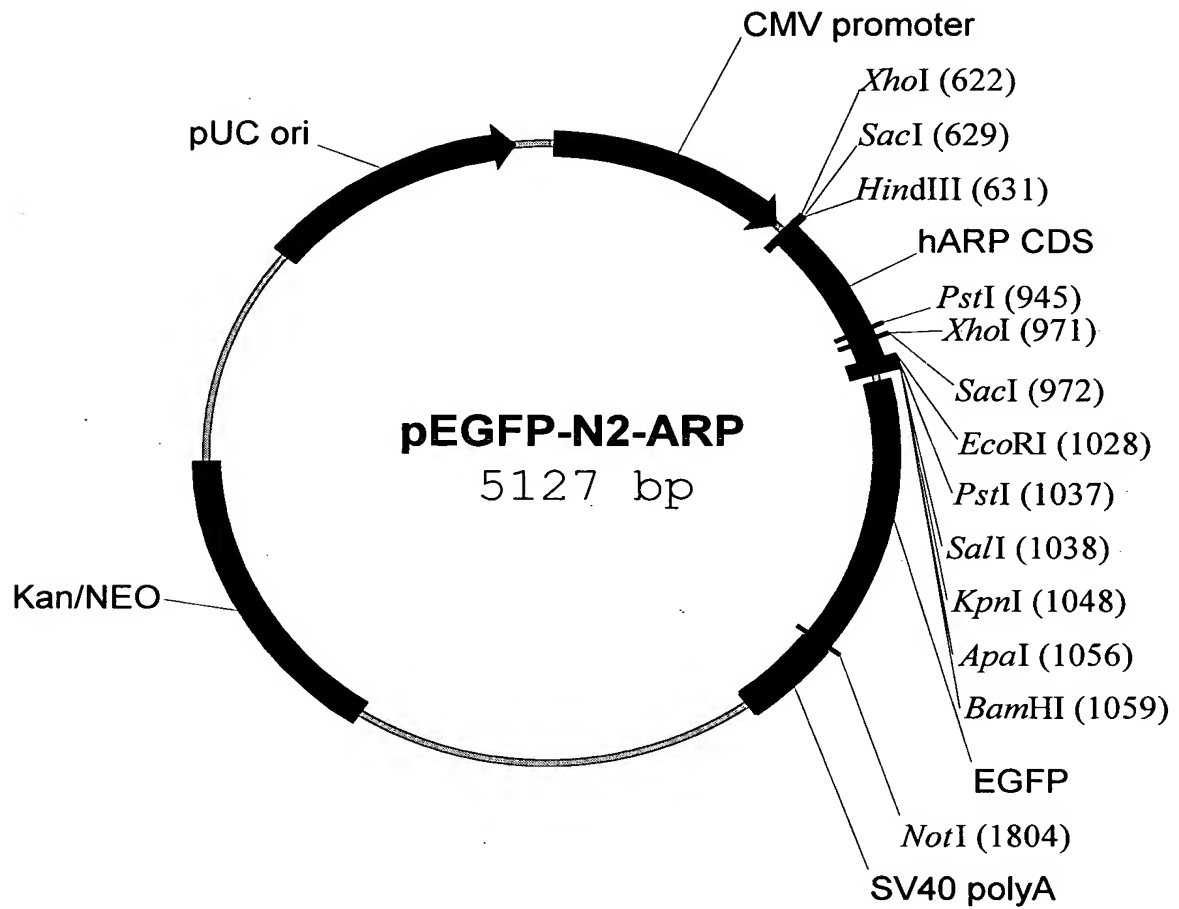 CMV promoter
XhoI (622)
SacI (629)
HindIII (631)
hARP CDS
PstI (945)
XhoI (971)
SacI (972)
EcoRI (1028)
PstI (1037)
SalI (1038)
KpnI (1048)
ApaI (1056)
BamHI (1059)
EGFP
NotI (1804)
SV40 polyA
Kan/NEO
pUC ori
pEGFP-N2-ARP
5127 bp